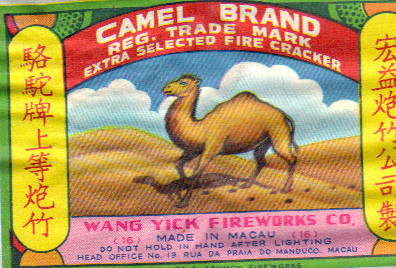 CAMEL BRAND
REG. TRADE MARK
EXTRA SELECTED FIRE CRACKER
駱駝牌上等炮竹
宏益炮竹公司製
WANG YICK FIREWORKS CO.
(16) MADE IN MACAU (16)
DO NOT HOLD IN HAND AFTER LIGHTING
HEAD OFFICE No. 19 RUA DA PRAIA DO MANDUCO, MACAU
COMMON FIREWORKS